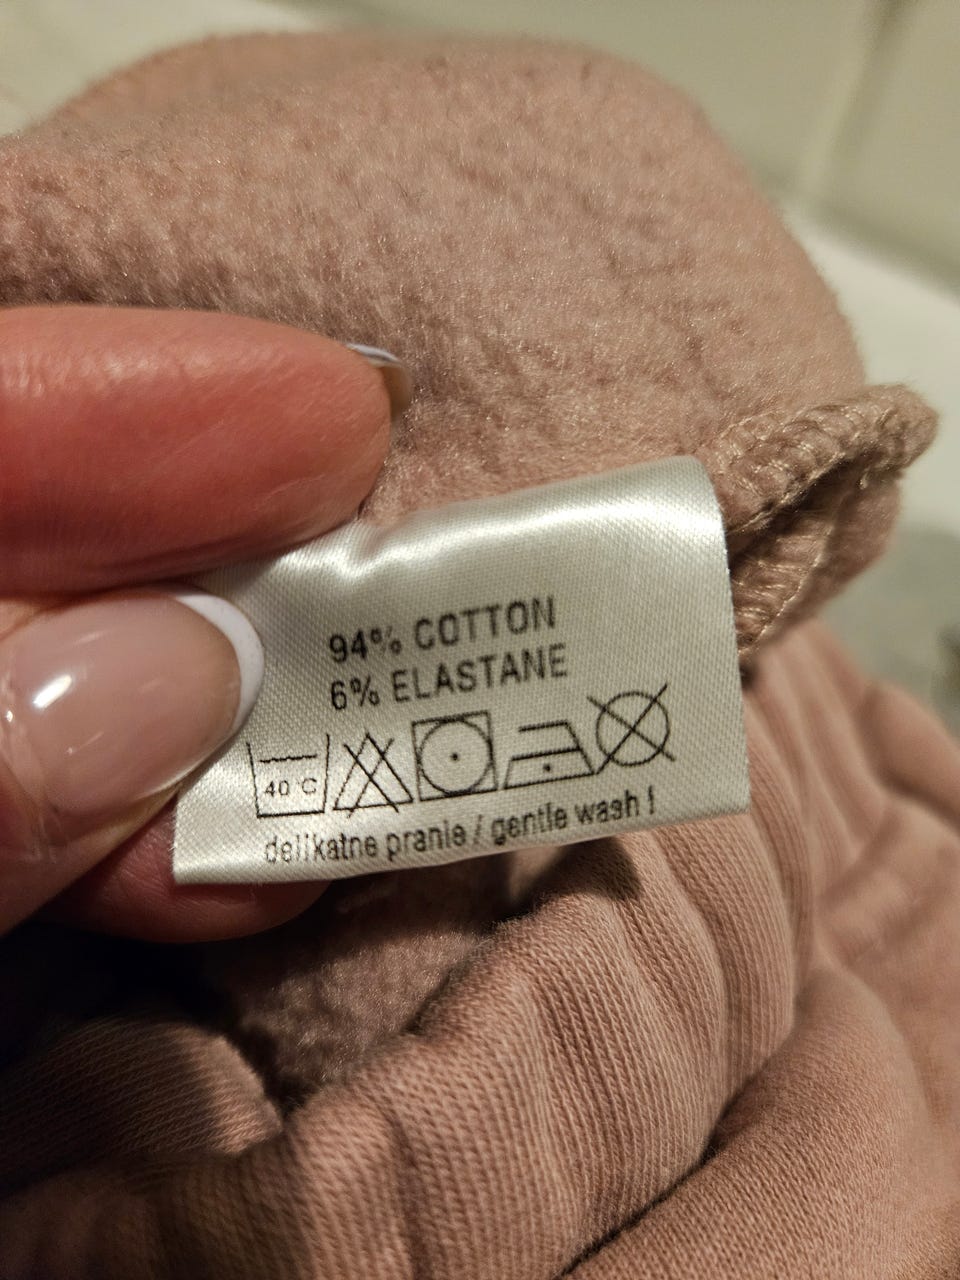 94% COTTON
6% ELASTANE
40 C
delikatne pranie / gentle wash !